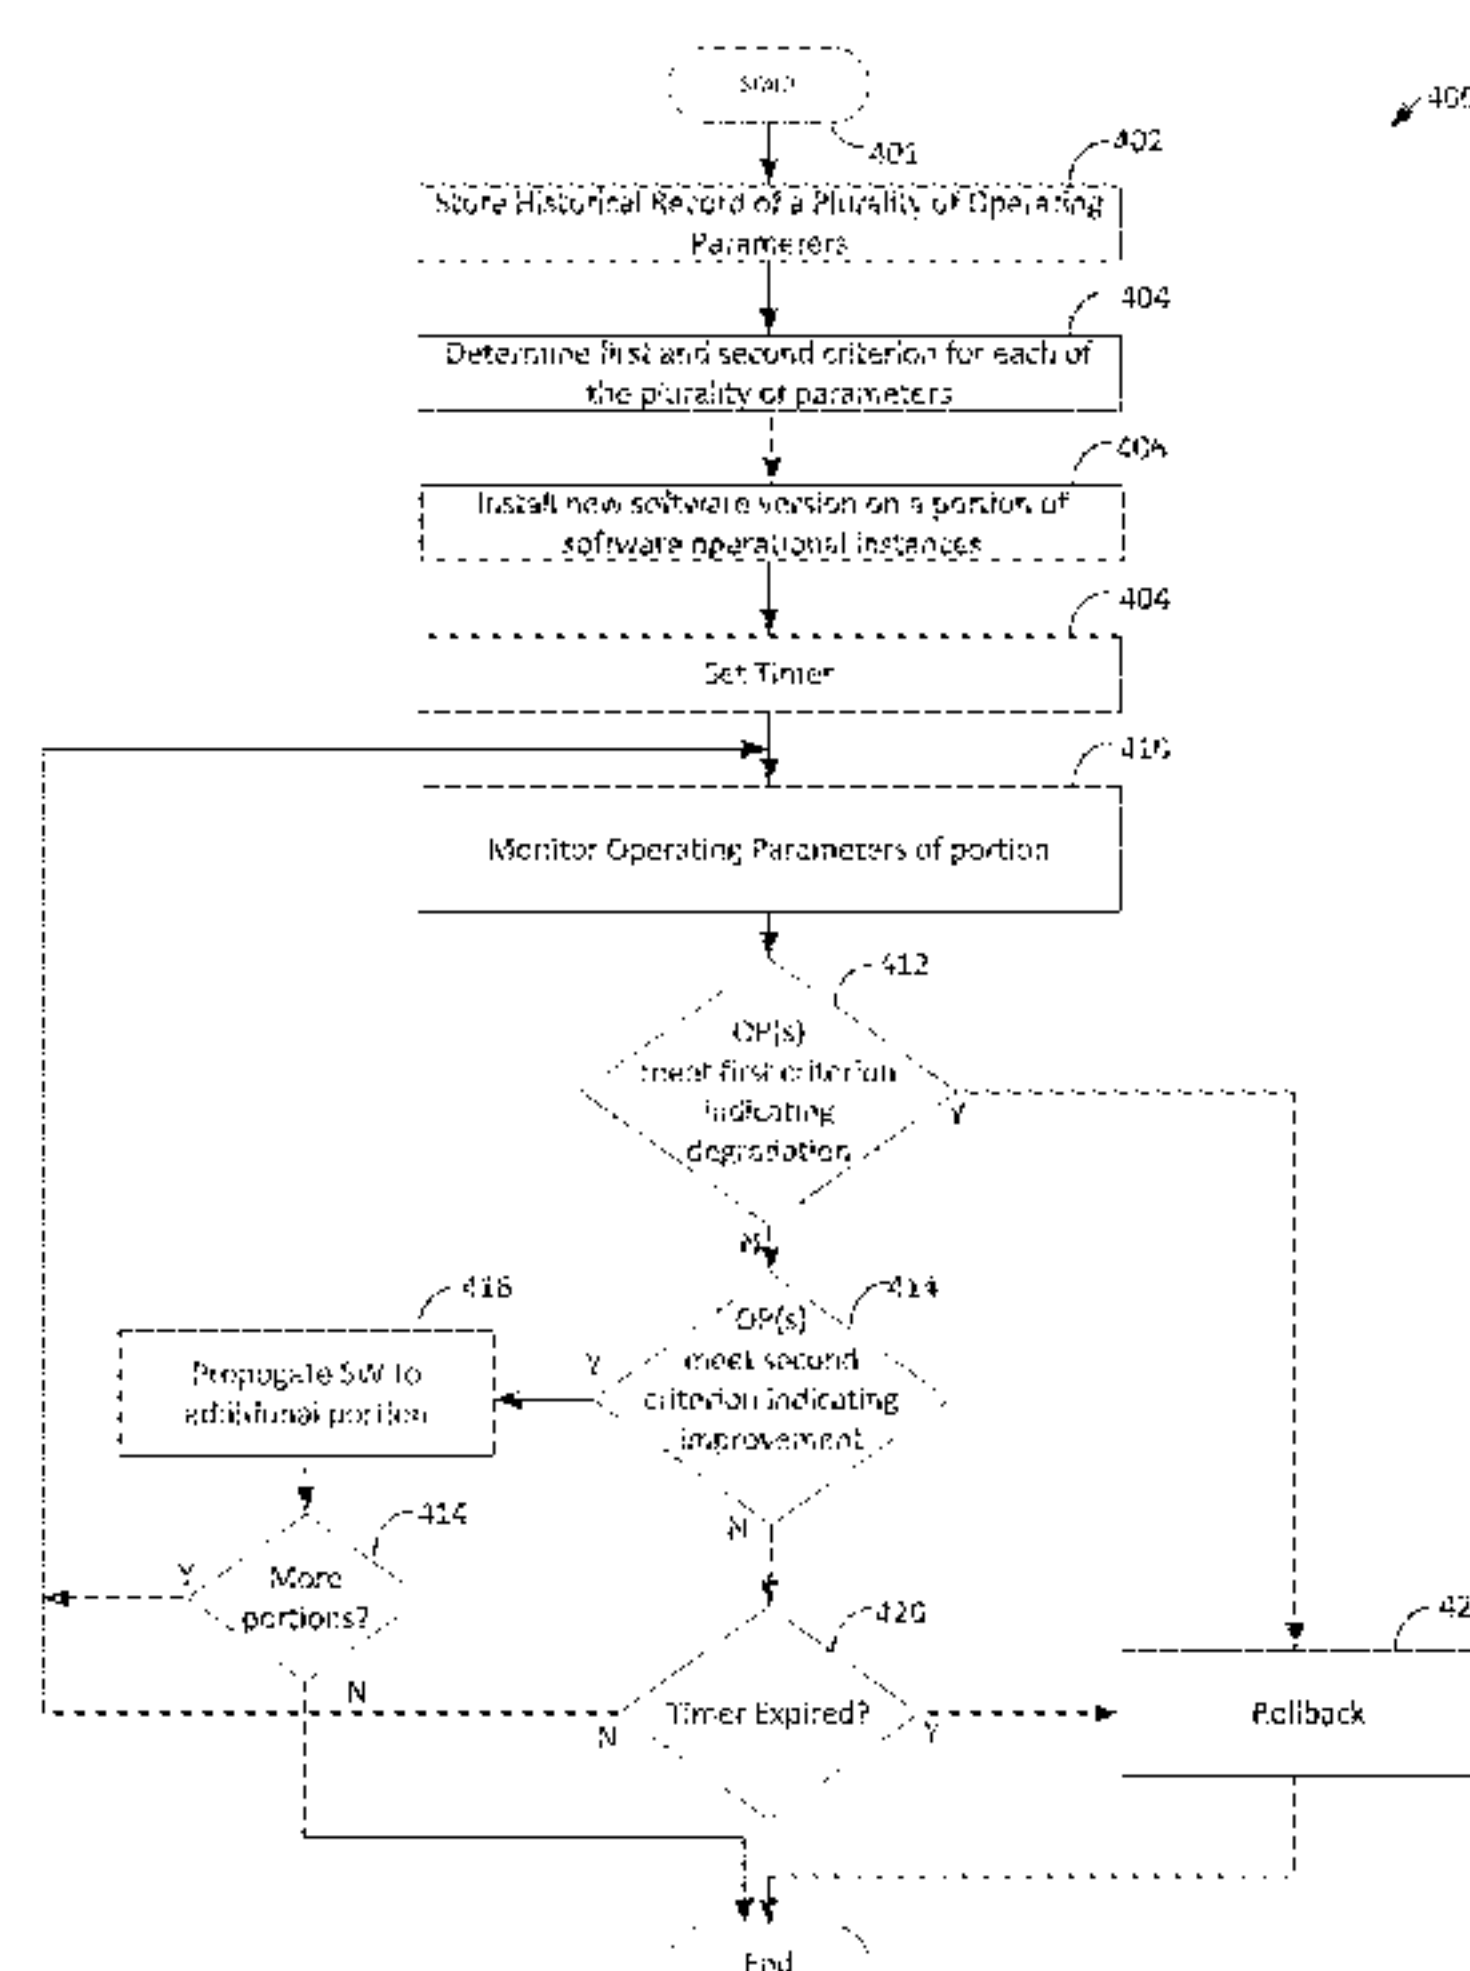 Start
401
402
Store Historical Record of a Plurality of Operating
Parameters
404
Determine first and second criterion for each of
the plurality of parameters
406
Install new software version on a portion of
software operational instances
404
Set Timer
410
Monitor Operating Parameters of portion
412
OP(s)
meet first criterion
indicating
degradation
Y
N
414
OP(s)
meet second
criterion indicating
improvement
Y
N
416
Propogate SW to
additional portion
414
More
portions?
Y
N
420
Timer Expired?
N
Y
Rollback
End